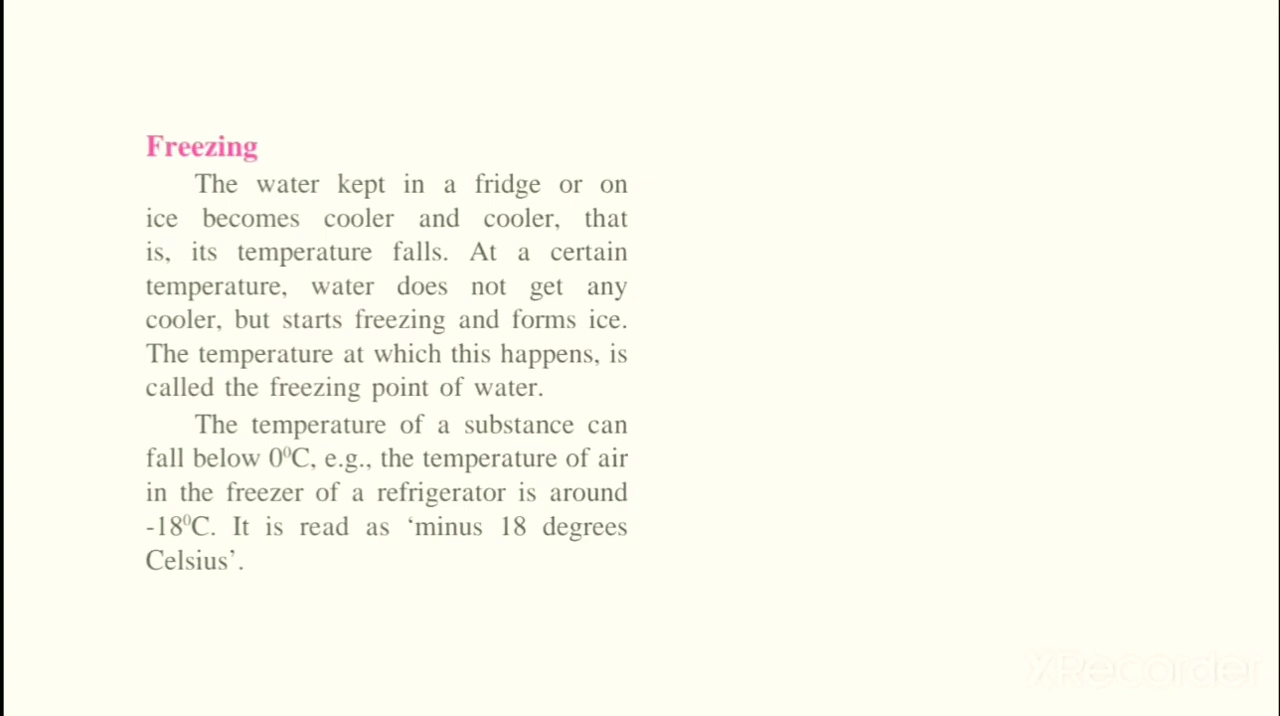 Freezing
The water kept in a fridge or on
ice becomes cooler and cooler, that
is, its temperature falls. At a certain
temperature, water does not get any
cooler, but starts freezing and forms ice.
The temperature at which this happens, is
called the freezing point of water.
The temperature of a substance can
fall below 0⁰C, e.g., the temperature of air
in the freezer of a refrigerator is around
-18⁰C. It is read as ‘minus 18 degrees
Celsius’.
XRecorder